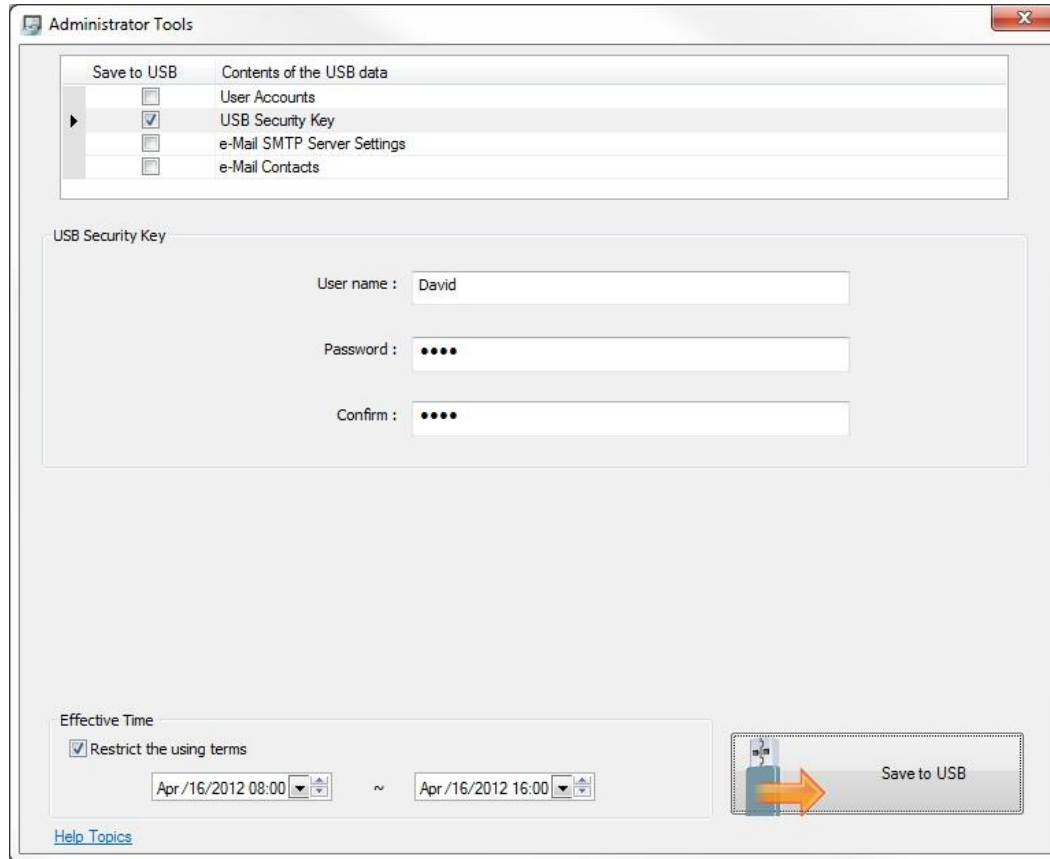 Administrator Tools
Save to USB Contents of the USB data
User Accounts
USB Security Key
e-Mail SMTP Server Settings
e-Mail Contacts
USB Security Key
User name : David
Password : ••••
Confirm : ••••
Effective Time
Restrict the using terms
Apr/16/2012 08:00 ~ Apr/16/2012 16:00
Save to USB
Help Topics